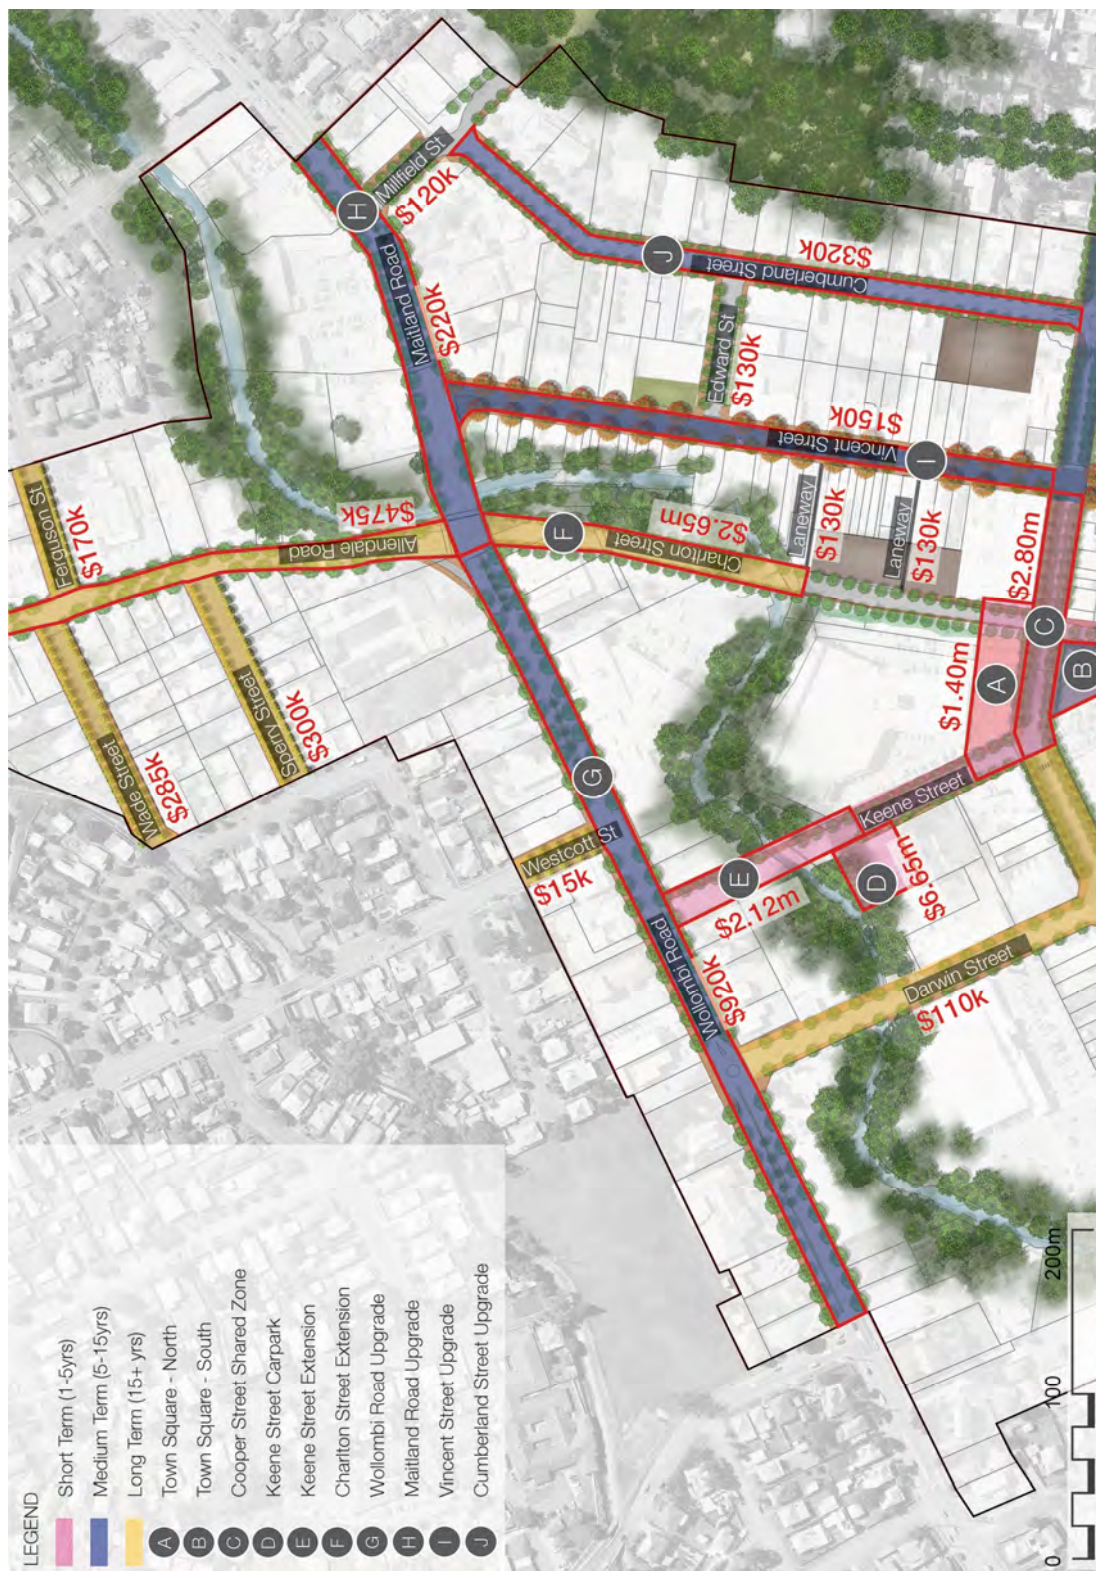 LEGEND
Short Term (1-5yrs)
Medium Term (5-15yrs)
Long Term (15+ yrs)
A Town Square - North
B Town Square - South
C Cooper Street Shared Zone
D Keene Street Carpark
E Keene Street Extension
F Charlton Street Extension
G Wollombi Road Upgrade
H Maitland Road Upgrade
I Vincent Street Upgrade
J Cumberland Street Upgrade
0 100 200m
Wade Street
$285k
Ferguson St
$170k
Sperry Street
$300k
Allendale Road
$475k
Westcott St
$15k
G
Wollombi Road
$920k
Maitland Road
$220k
H
Millfield St
$120k
F
Charlton Street
$2.65m
Vincent Street
$150k
I
Edward St
$130k
J
Cumberland Street
$320k
Laneway
$130k
Laneway
$130k
E
$2.12m
D
$6.65m
Keene Street
Darwin Street
$110k
A
$1.40m
B
C
$2.80m